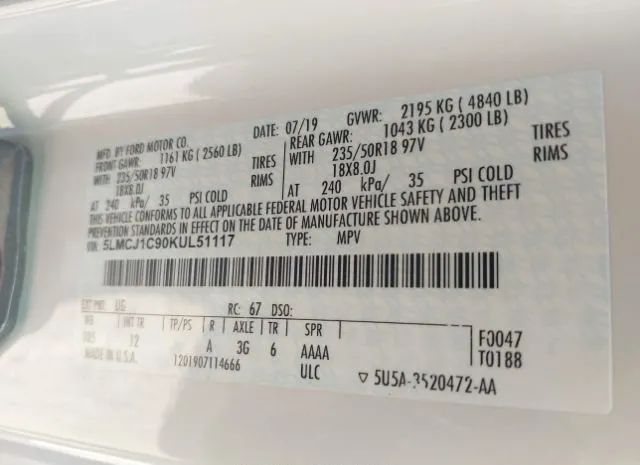 MFD. BY FORD MOTOR CO. DATE: 07/19 GVWR: 2195 KG ( 4840 LB)
FRONT GAWR: 1161 KG ( 2560 LB) REAR GAWR: 1043 KG ( 2300 LB)
WITH 235/50R18 97V TIRES WITH 235/50R18 97V TIRES
18X8.0J RIMS 18X8.0J RIMS
AT 240 kPa/ 35 PSI COLD AT 240 kPa/ 35 PSI COLD
THIS VEHICLE CONFORMS TO ALL APPLICABLE FEDERAL MOTOR VEHICLE SAFETY AND THEFT
PREVENTION STANDARDS IN EFFECT ON THE DATE OF MANUFACTURE SHOWN ABOVE.
VIN: 5LMCJ1C90KUL51117 TYPE: MPV
EXT PNT: UG RC: 67 DSO:
WB INT TR TP/PS R AXLE TR SPR
12 A 3G 6 AAAA F0047
MADE IN U.S.A. 1201907114666 ULC T0188
▽ 5U5A-3520472-AA